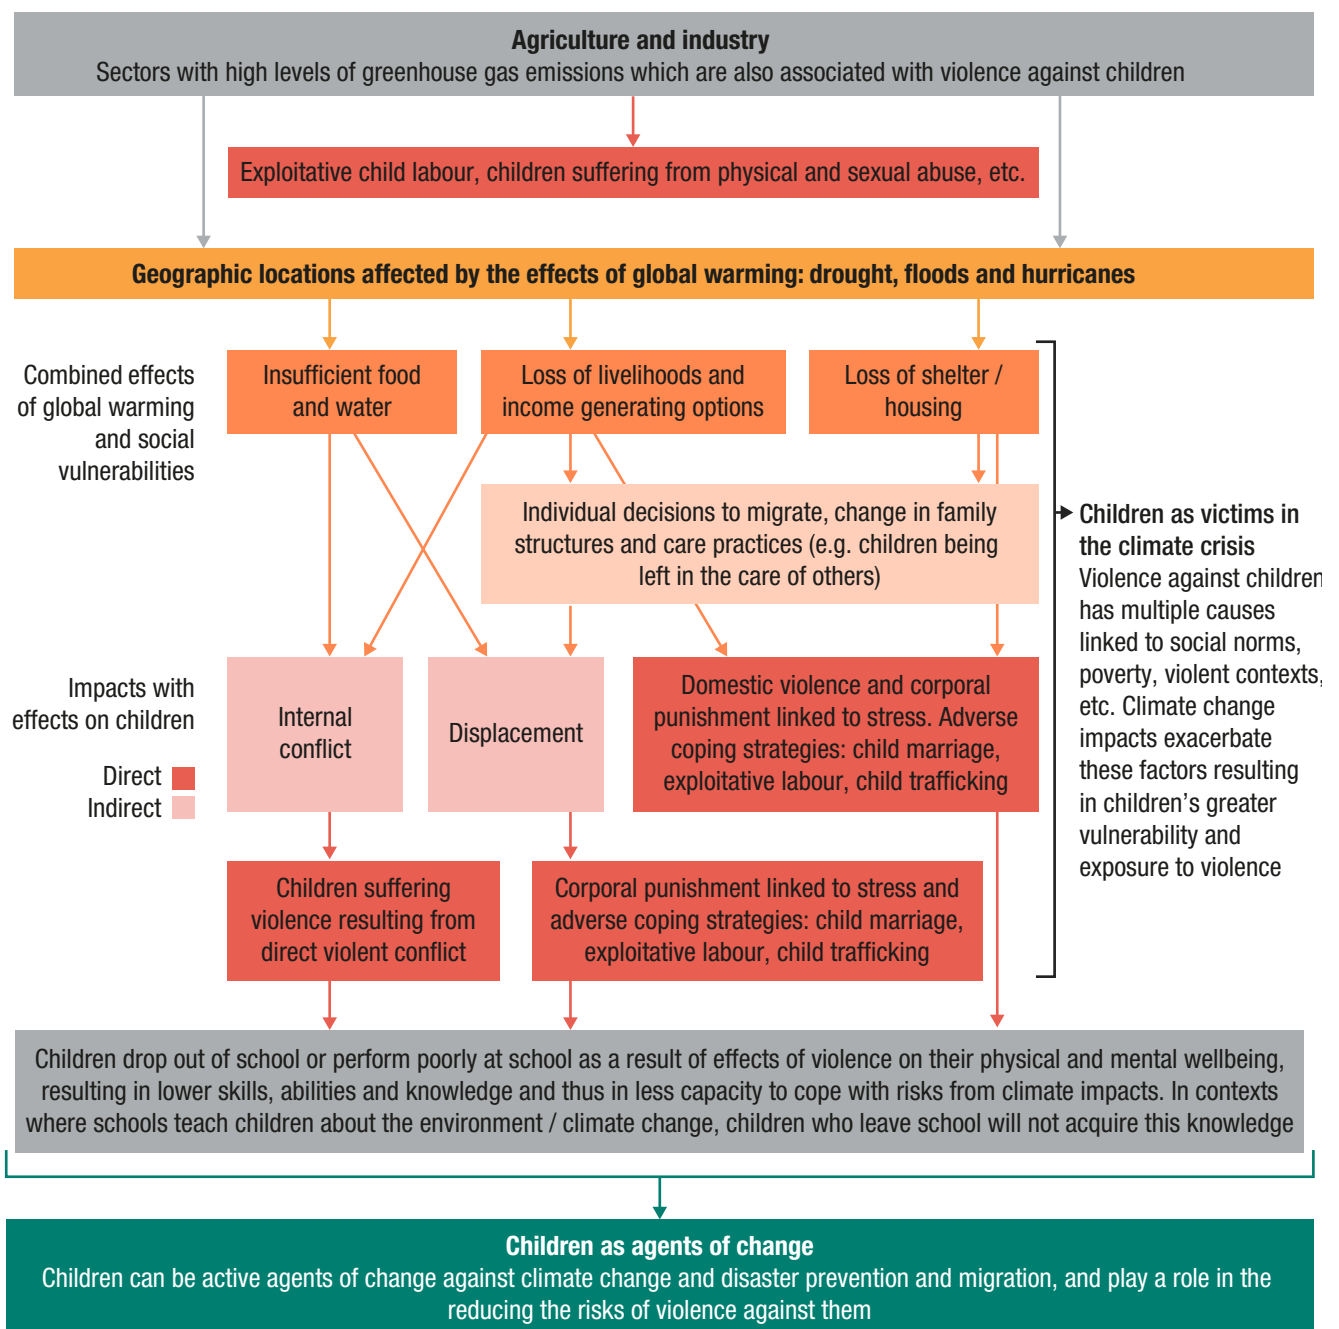 Agriculture and industry
Sectors with high levels of greenhouse gas emissions which are also associated with violence against children
Exploitative child labour, children suffering from physical and sexual abuse, etc.
Geographic locations affected by the effects of global warming: drought, floods and hurricanes
Combined effects
of global warming
and social
vulnerabilities
Insufficient food
and water
Loss of livelihoods and
income generating options
Loss of shelter /
housing
Individual decisions to migrate, change in family
structures and care practices (e.g. children being
left in the care of others)
Children as victims in
the climate crisis
Violence against children
has multiple causes
linked to social norms,
poverty, violent contexts,
etc. Climate change
impacts exacerbate
these factors resulting
in children’s greater
vulnerability and
exposure to violence
Impacts with
effects on children
Direct
Indirect
Internal
conflict
Displacement
Domestic violence and corporal
punishment linked to stress. Adverse
coping strategies: child marriage,
exploitative labour, child trafficking
Children suffering
violence resulting from
direct violent conflict
Corporal punishment linked to stress and
adverse coping strategies: child marriage,
exploitative labour, child trafficking
Children drop out of school or perform poorly at school as a result of effects of violence on their physical and mental wellbeing,
resulting in lower skills, abilities and knowledge and thus in less capacity to cope with risks from climate impacts. In contexts
where schools teach children about the environment / climate change, children who leave school will not acquire this knowledge
Children as agents of change
Children can be active agents of change against climate change and disaster prevention and migration, and play a role in the
reducing the risks of violence against them